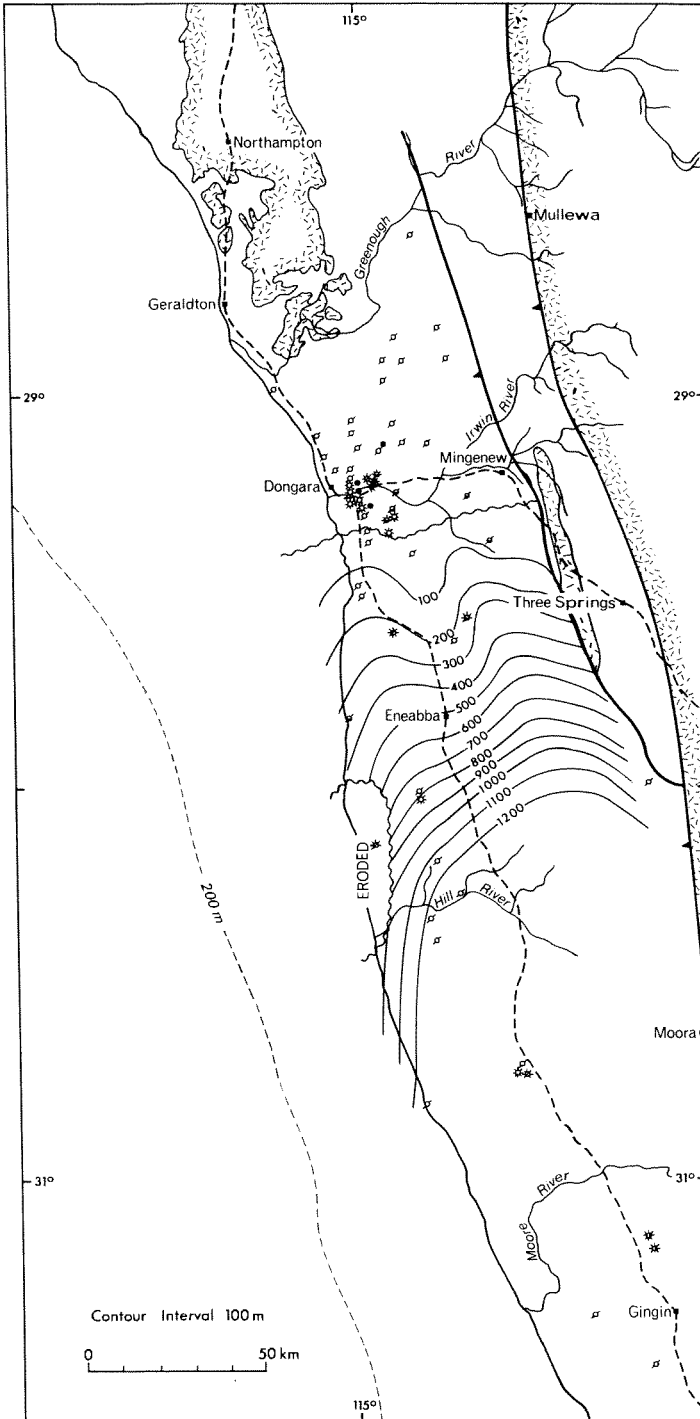 115°
Northampton
River
Mullewa
Greenough
Geraldton
29°
29°
Irwin River
Mingenew
Dongara
100
Three Springs
200
300
400
500
Eneabba
600
700
800
900
1000
1100
1200
ERODED
Hill River
200 m
Moora
31°
31°
Moore River
Contour Interval 100 m
Gingin
0 50 km
115°